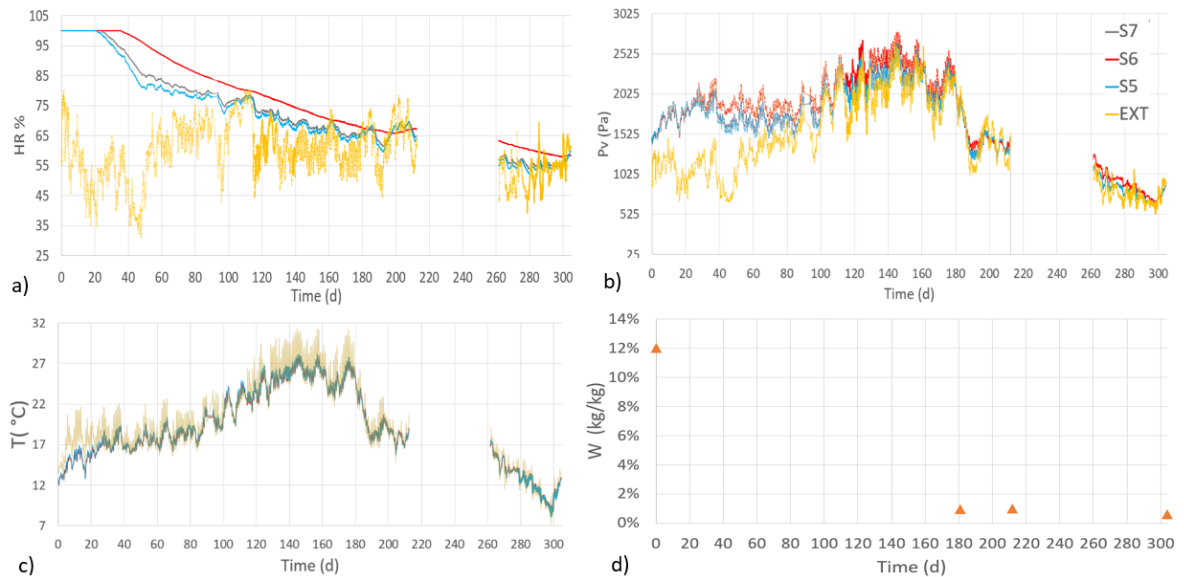 105
95
85
75
65
55
45
35
25
HR %
0 20 40 60 80 100 120 140 160 180 200 220 240 260 280 300
Time (d)
a)
3025
2525
2025
1525
1025
525
25
Pv (Pa)
0 20 40 60 80 100 120 140 160 180 200 220 240 260 280 300
Time (d)
S7
S6
S5
EXT
b)
32
27
22
17
12
7
T( °C)
0 20 40 60 80 100 120 140 160 180 200 220 240 260 280 300
Time (d)
c)
14%
12%
10%
8%
6%
4%
2%
0%
W (kg/kg)
0 20 40 60 80 100 120 140 160 180 200 220 240 260 280 300
Time (d)
d)